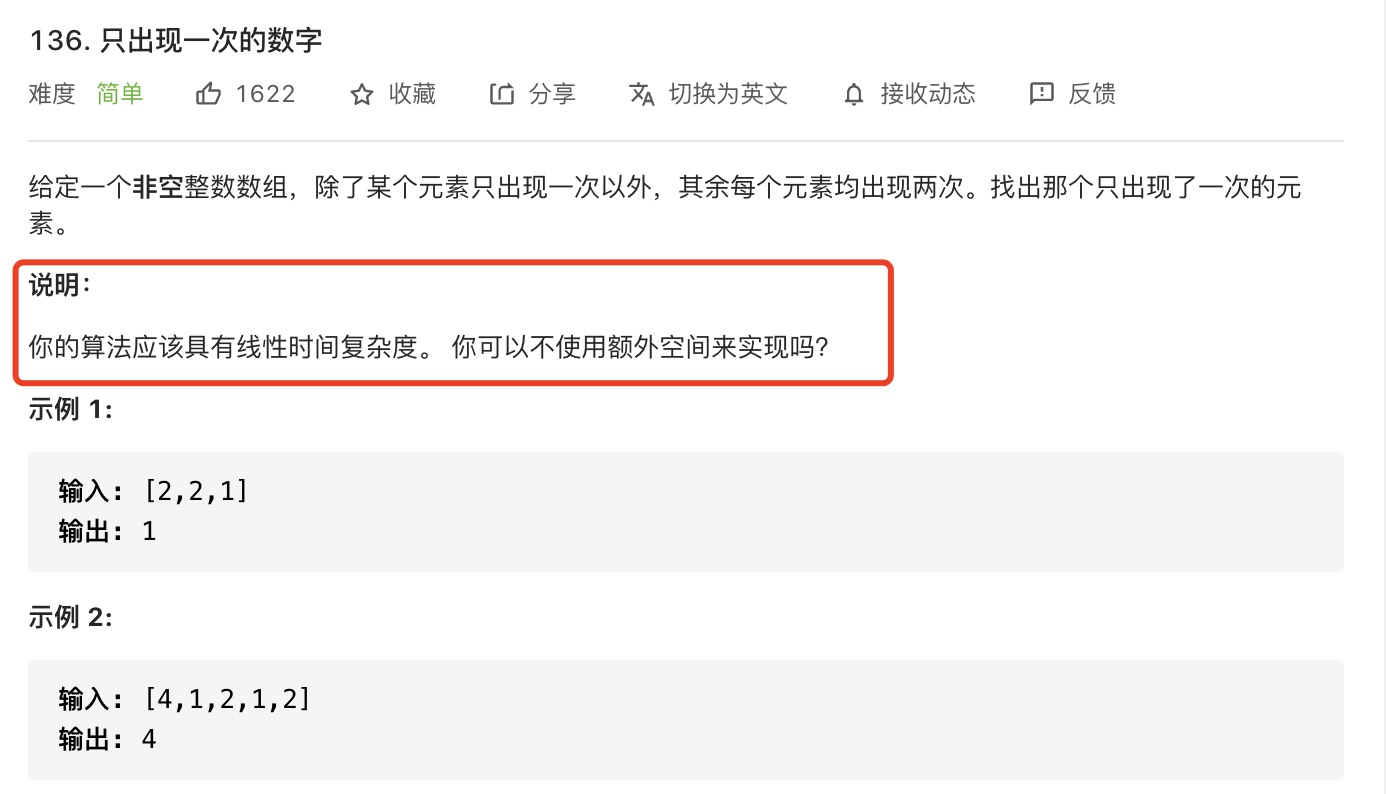 136. 只出现一次的数字
难度 简单 1622 收藏 分享 切换为英文 接收动态 反馈
给定一个非空整数数组，除了某个元素只出现一次以外，其余每个元素均出现两次。找出那个只出现了一次的元
素。
说明：
你的算法应该具有线性时间复杂度。 你可以不使用额外空间来实现吗？
示例 1:
输入: [2,2,1]
输出: 1
示例 2:
输入: [4,1,2,1,2]
输出: 4